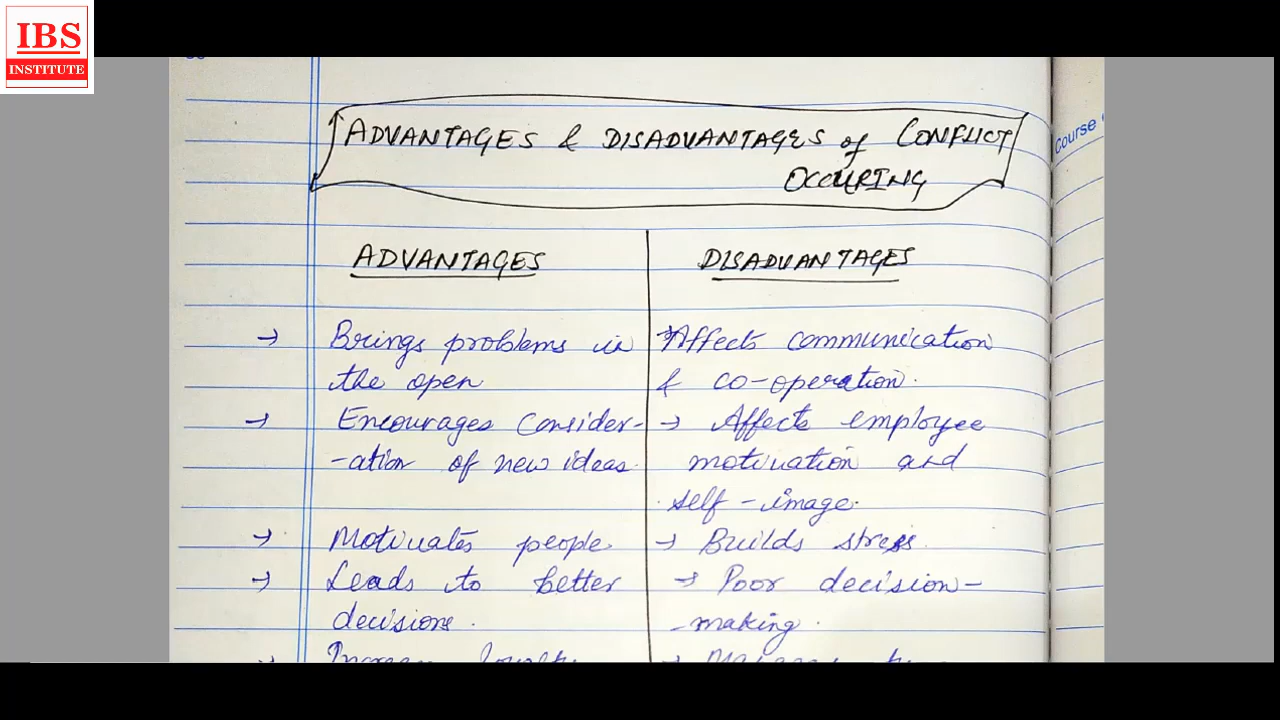 IBS
INSTITUTE
Course
ADVANTAGES & DISADVANTAGES of CONFLICT
OCCURING
ADVANTAGES
DISADVANTAGES
→ Brings problems in
the open
→ Encourages Consider-
-ation of new ideas.
→ Motivates people.
→ Leads to better
decisions.
→ Affects communication
& co-operation.
→ Affects employee
motivation and
self-image.
→ Builds stress.
→ Poor decision-
-making.